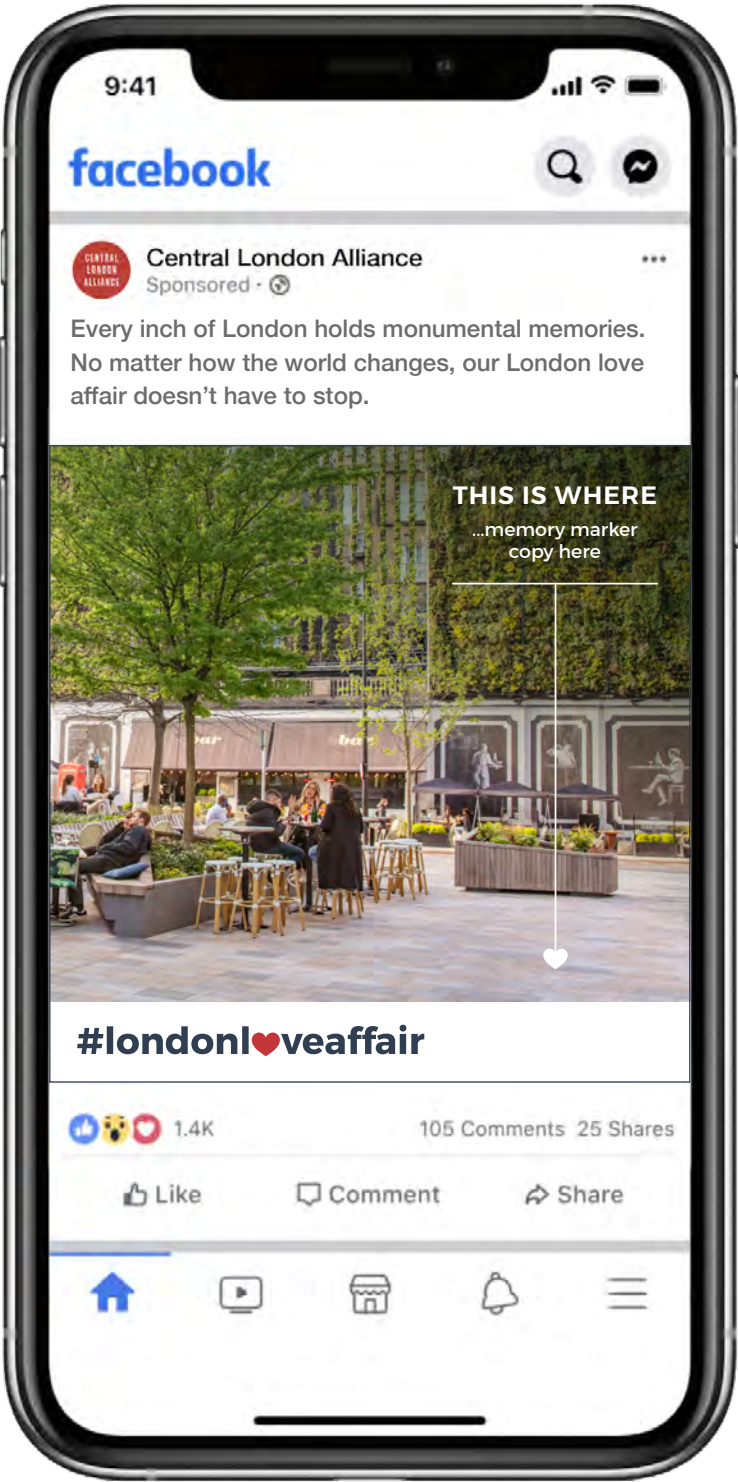 9:41
facebook
CENTRAL
LONDON
ALLIANCE
Central London Alliance
Sponsored ·
Every inch of London holds monumental memories.
No matter how the world changes, our London love
affair doesn’t have to stop.
THIS IS WHERE
...memory marker
copy here
bar
bar
#londonl❤veaffair
1.4K
105 Comments 25 Shares
Like
Comment
Share